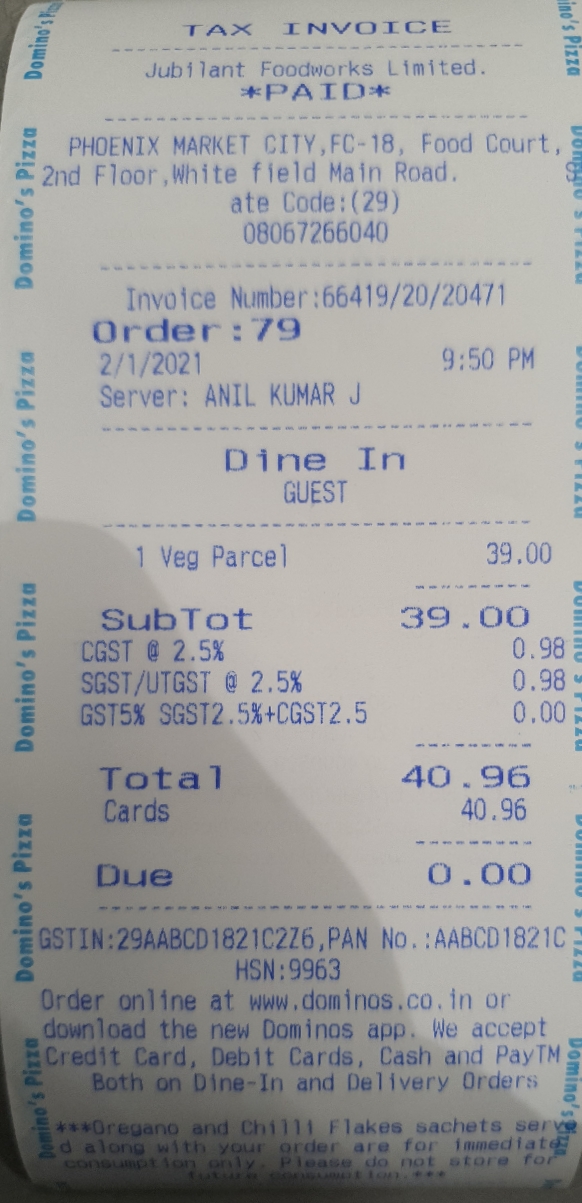 TAX INVOICE
Jubilant Foodworks Limited.
*PAID*
PHOENIX MARKET CITY,FC-18, Food Court,
2nd Floor,White field Main Road.
ate Code:(29)
08067266040
Invoice Number:66419/20/20471
Order:79
2/1/2021 9:50 PM
Server: ANIL KUMAR J
Dine In
GUEST
1 Veg Parcel 39.00
SubTot 39.00
CGST @ 2.5% 0.98
SGST/UTGST @ 2.5% 0.98
GST5% SGST2.5%+CGST2.5 0.00
Total 40.96
Cards 40.96
Due 0.00
GSTIN:29AABCD1821C2Z6,PAN No.:AABCD1821C
HSN:9963
Order online at www.dominos.co.in or
download the new Dominos app. We accept
Credit Card, Debit Cards, Cash and PayTM
Both on Dine-In and Delivery Orders
***Oregano and Chilli Flakes sachets serve
d along with your order are for immediate
consumption only. Please do not store for
future consumption.***
Domino's Pizza
Domino's Pizza
Domino's Pizza
Domino's Pizza
Domino's Pizza
Domino's Pizza